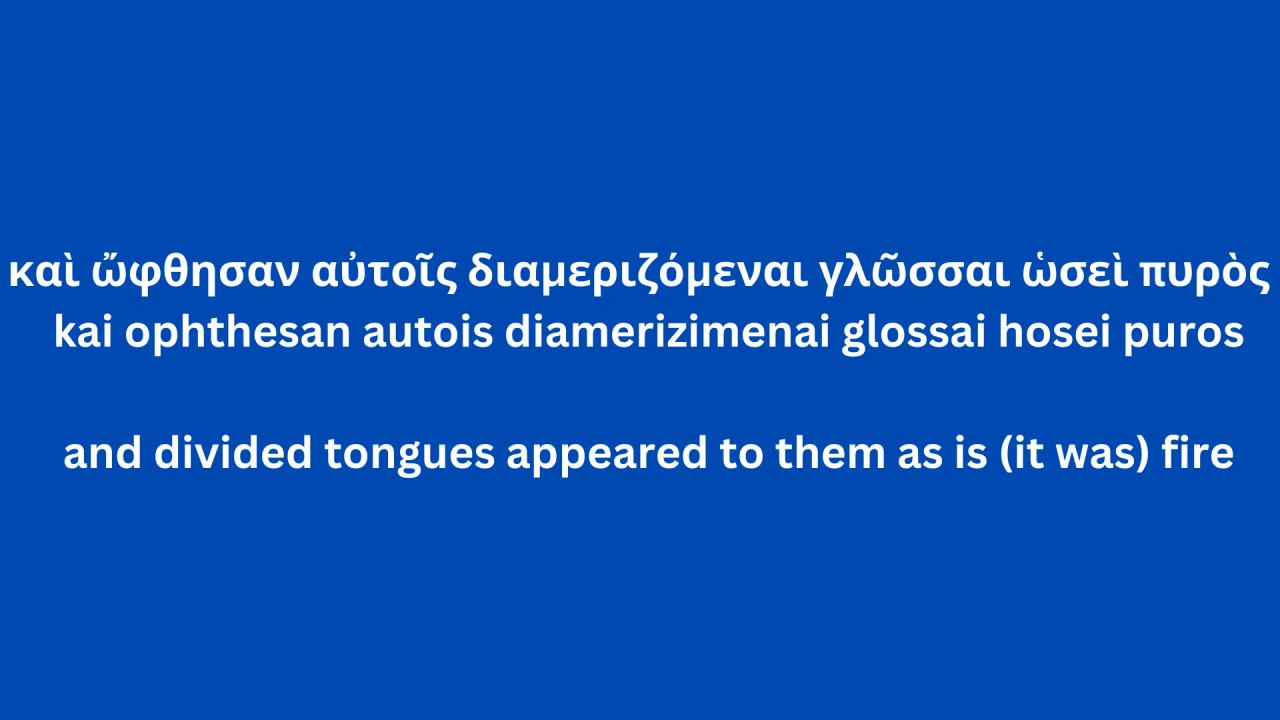 καὶ ὤφθησαν αὐτοῖς διαμεριζόμεναι γλῶσσαι ὡσεὶ πυρὸς
kai ophthesan autois diamerizimenai glossai hosei puros
and divided tongues appeared to them as is (it was) fire